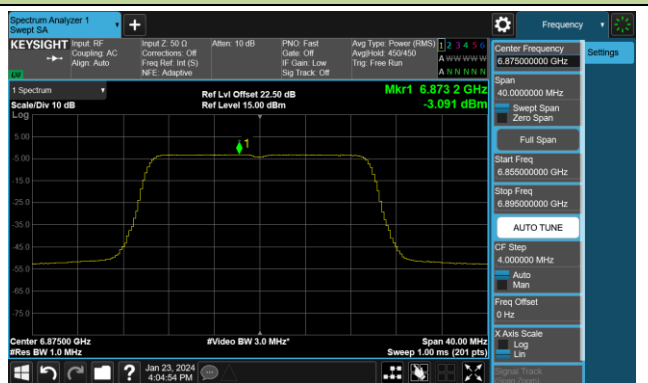 Spectrum Analyzer 1
Swept SA
Frequency
KEYSIGHT
Input: RF
Coupling: AC
Align: Auto
Input Z: 50 Ω
Corrections: Off
Freq Ref: Int (S)
NFE: Adaptive
Atten: 10 dB
PNO: Fast
Gate: Off
IF Gain: Low
Sig Track: Off
Avg Type: Power (RMS)
Avg|Hold: 450/450
Trig: Free Run
1 2 3 4 5 6
A W W W W W
A N N N N N
1 Spectrum
Scale/Div 10 dB
Log
Ref Lvl Offset 22.50 dB
Ref Level 15.00 dBm
Mkr1 6.873 2 GHz
-3.091 dBm
1
5.00
-5.00
-15.0
-25.0
-35.0
-45.0
-55.0
-65.0
-75.0
Center 6.87500 GHz
#Res BW 1.0 MHz
#Video BW 3.0 MHz*
Span 40.00 MHz
Sweep 1.00 ms (201 pts)
Jan 23, 2024
4:04:54 PM
Settings
Center Frequency
6.875000000 GHz
Span
40.0000000 MHz
Swept Span
Zero Span
Full Span
Start Freq
6.855000000 GHz
Stop Freq
6.895000000 GHz
AUTO TUNE
CF Step
4.000000 MHz
Auto
Man
Freq Offset
0 Hz
X Axis Scale
Log
Lin
Signal Track
(Span Zoom)